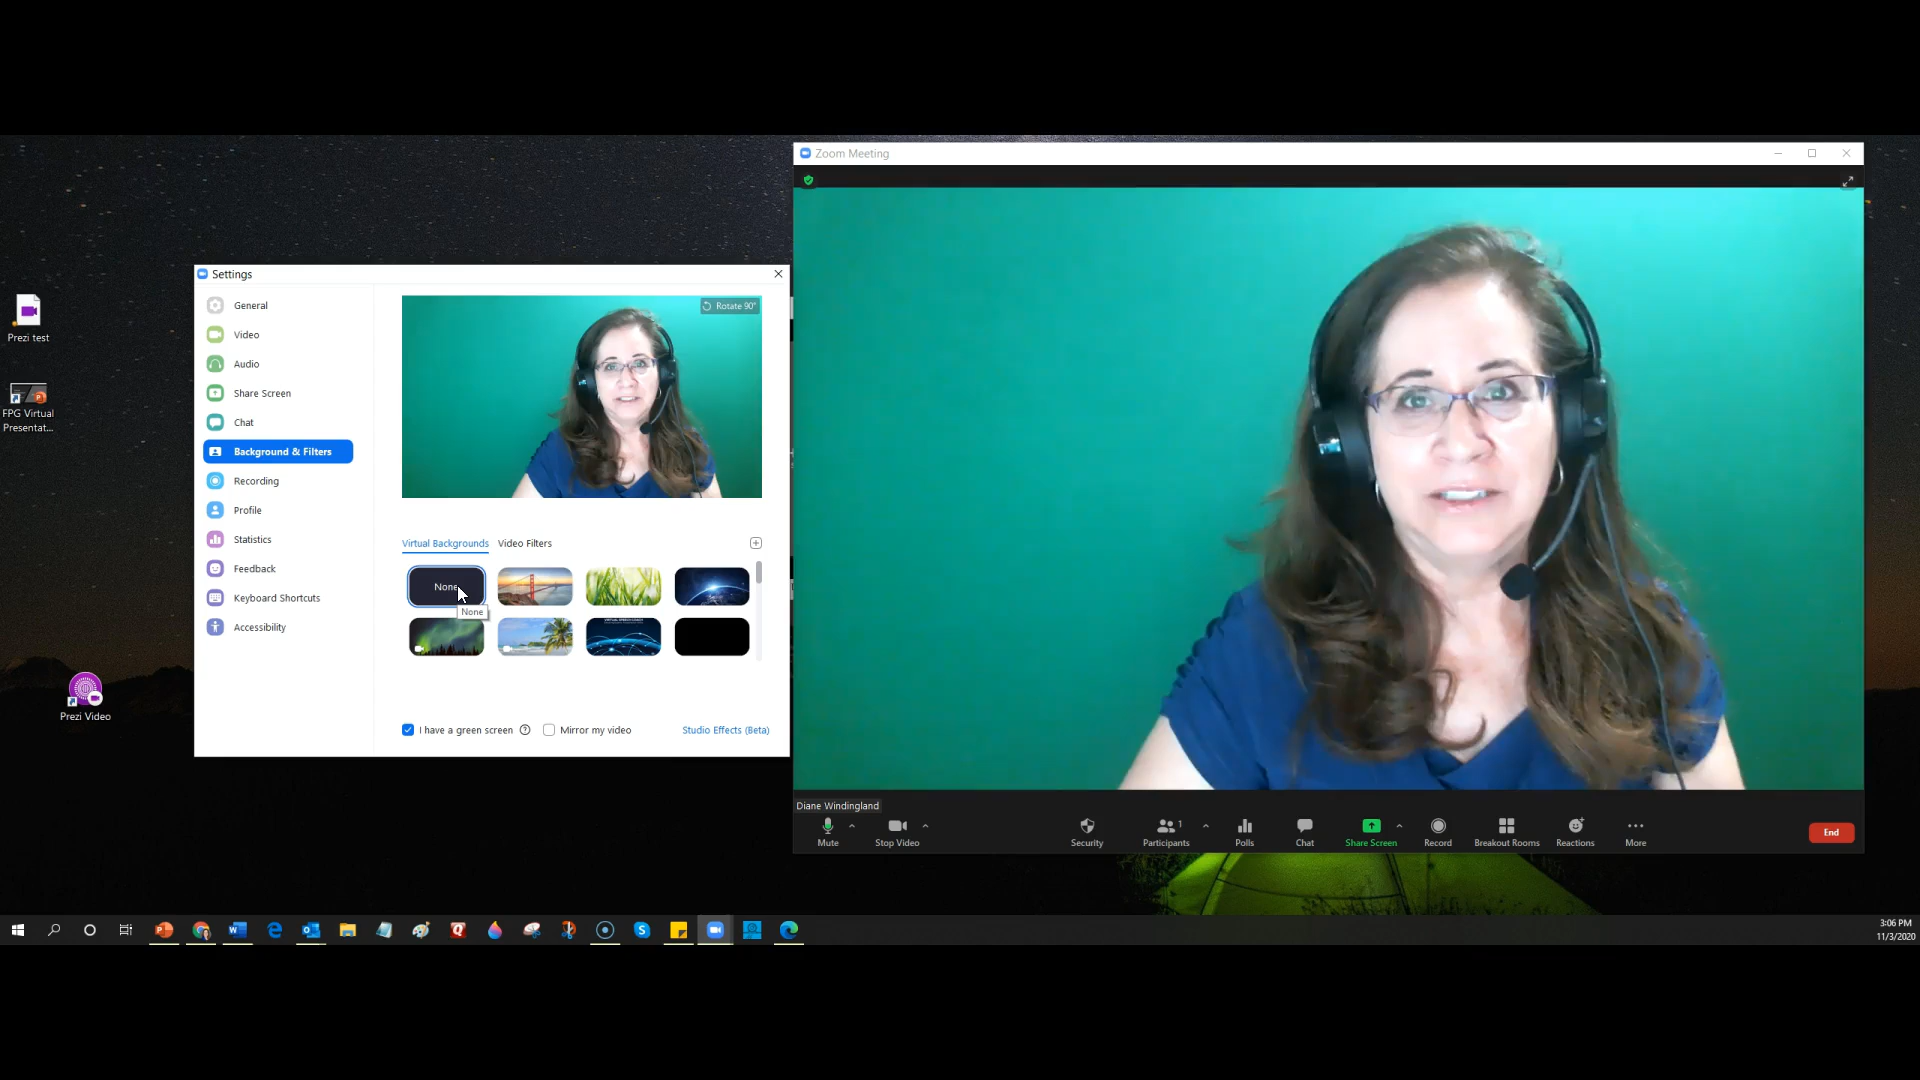 Zoom Meeting
Settings
General
Video
Audio
Share Screen
Chat
Background & Filters
Recording
Profile
Statistics
Feedback
Keyboard Shortcuts
Accessibility
Rotate 90°
Virtual Backgrounds
Video Filters
None
None
VIRTUAL SPEECH COACH
I have a green screen
Mirror my video
Studio Effects (Beta)
Prezi test
FPG Virtual
Presentat...
Prezi Video
Diane Windingland
Mute
Stop Video
Security
Participants
1
Polls
Chat
Share Screen
Record
Breakout Rooms
Reactions
More
End
3:06 PM
11/3/2020